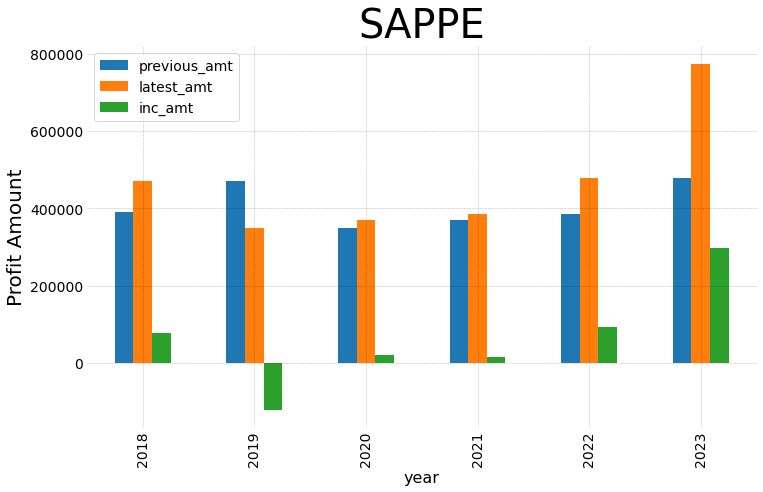 SAPPE
previous_amt
latest_amt
inc_amt
Profit Amount
800000
600000
400000
200000
0
2018
2019
2020
2021
2022
2023
year